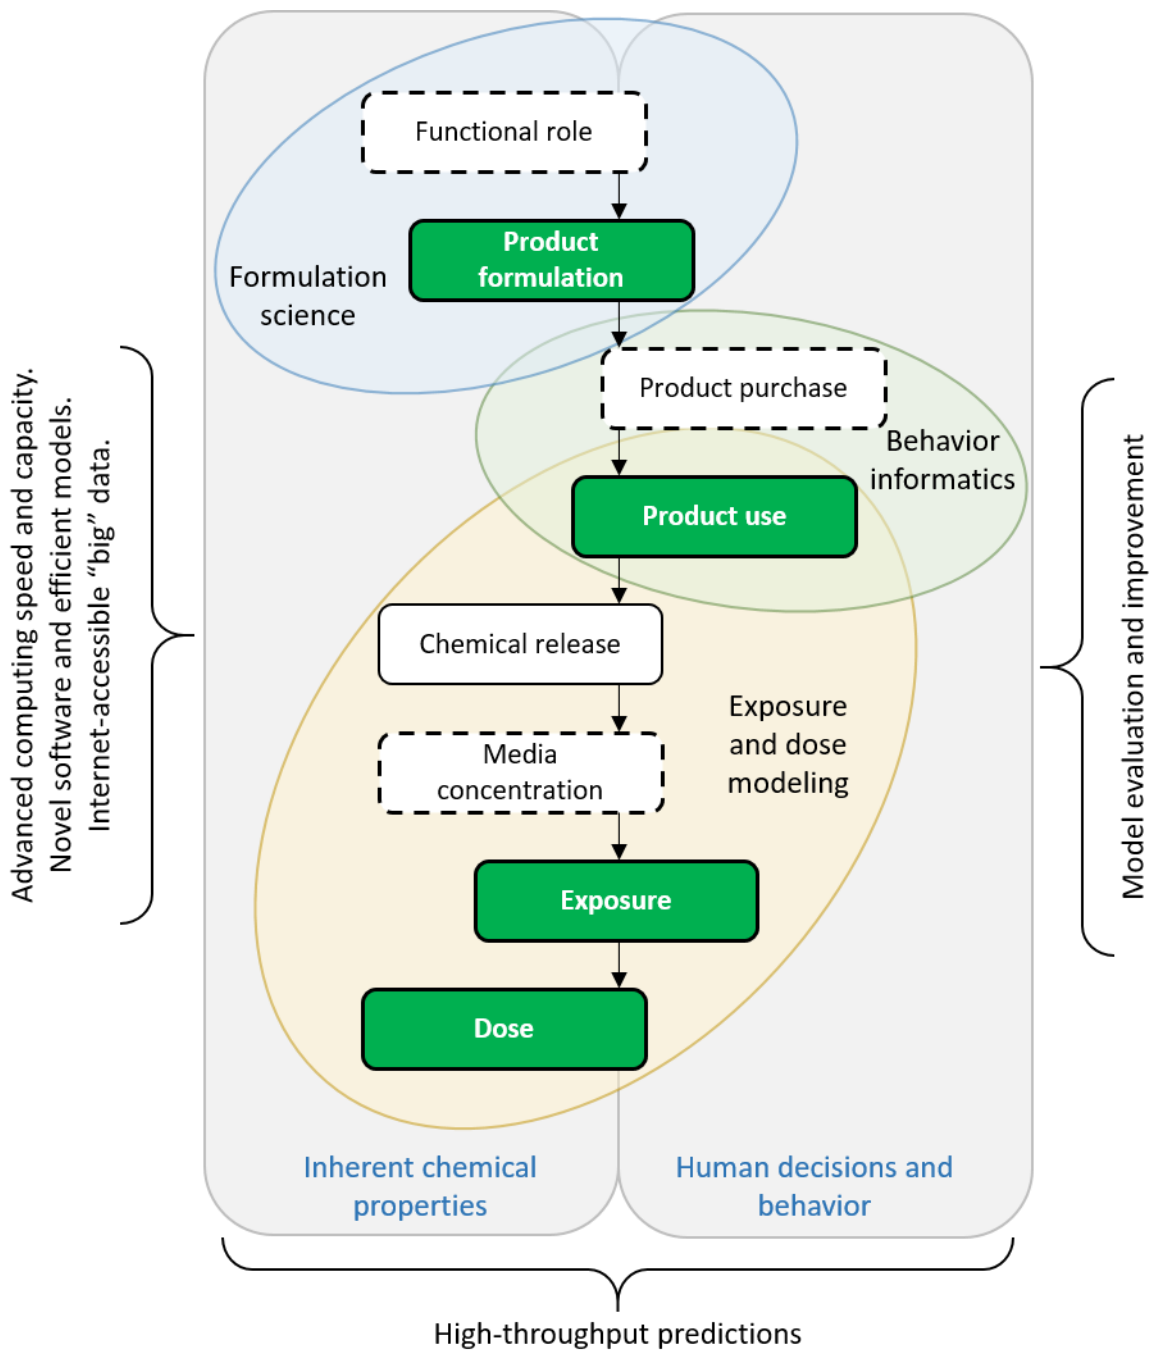 Functional role
Product
formulation
Formulation
science
Product purchase
Behavior
informatics
Product use
Chemical release
Exposure
and dose
modeling
Media
concentration
Exposure
Dose
Inherent chemical
properties
Human decisions and
behavior
High-throughput predictions
Advanced computing speed and capacity.
Novel software and efficient models.
Internet-accessible “big” data.
Model evaluation and improvement